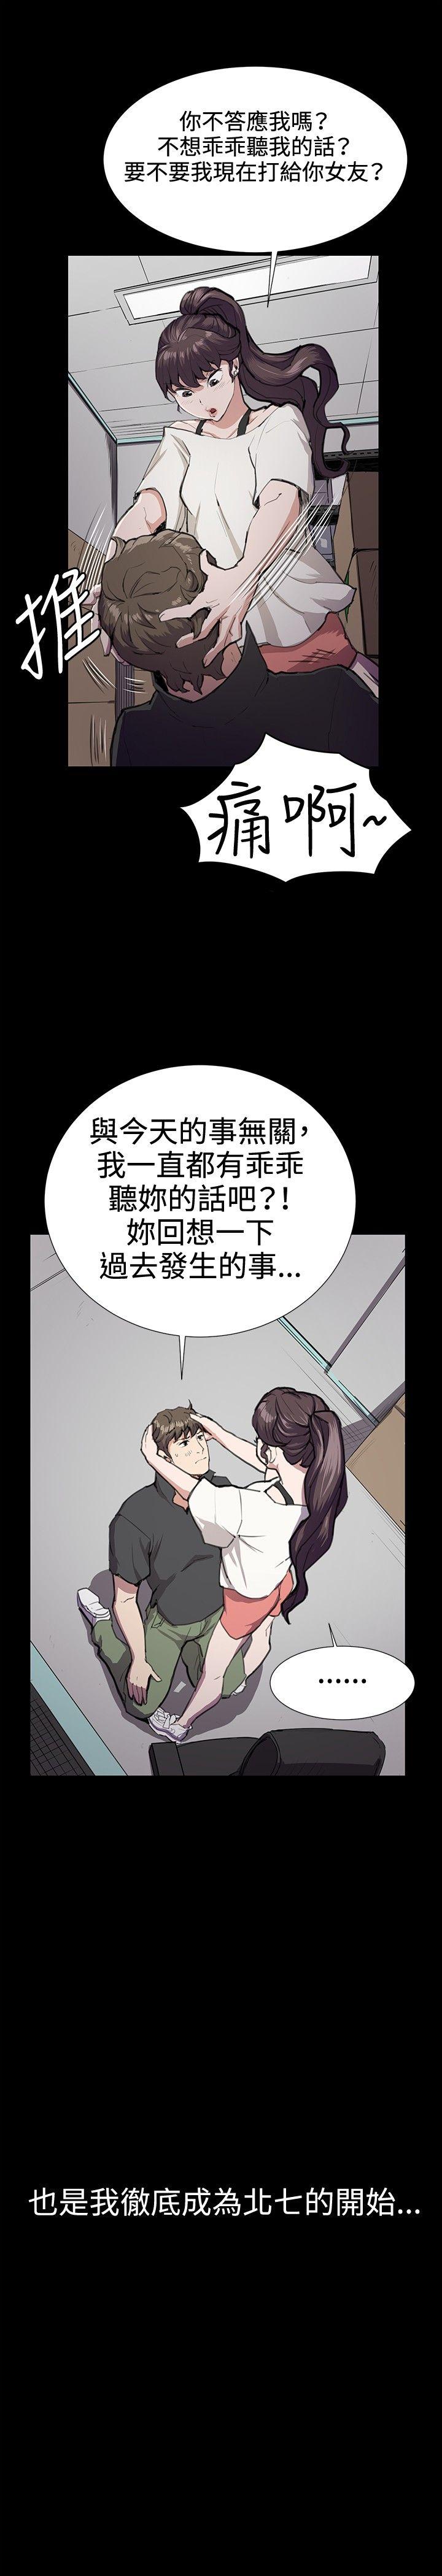 你不答應我嗎？
不想乖乖聽我的話？
要不要我現在打給你女友？
推
痛啊~
與今天的事無關，
我一直都有乖乖
聽妳的話吧？！
妳回想一下
過去發生的事…
……
也是我徹底成為北七的開始…